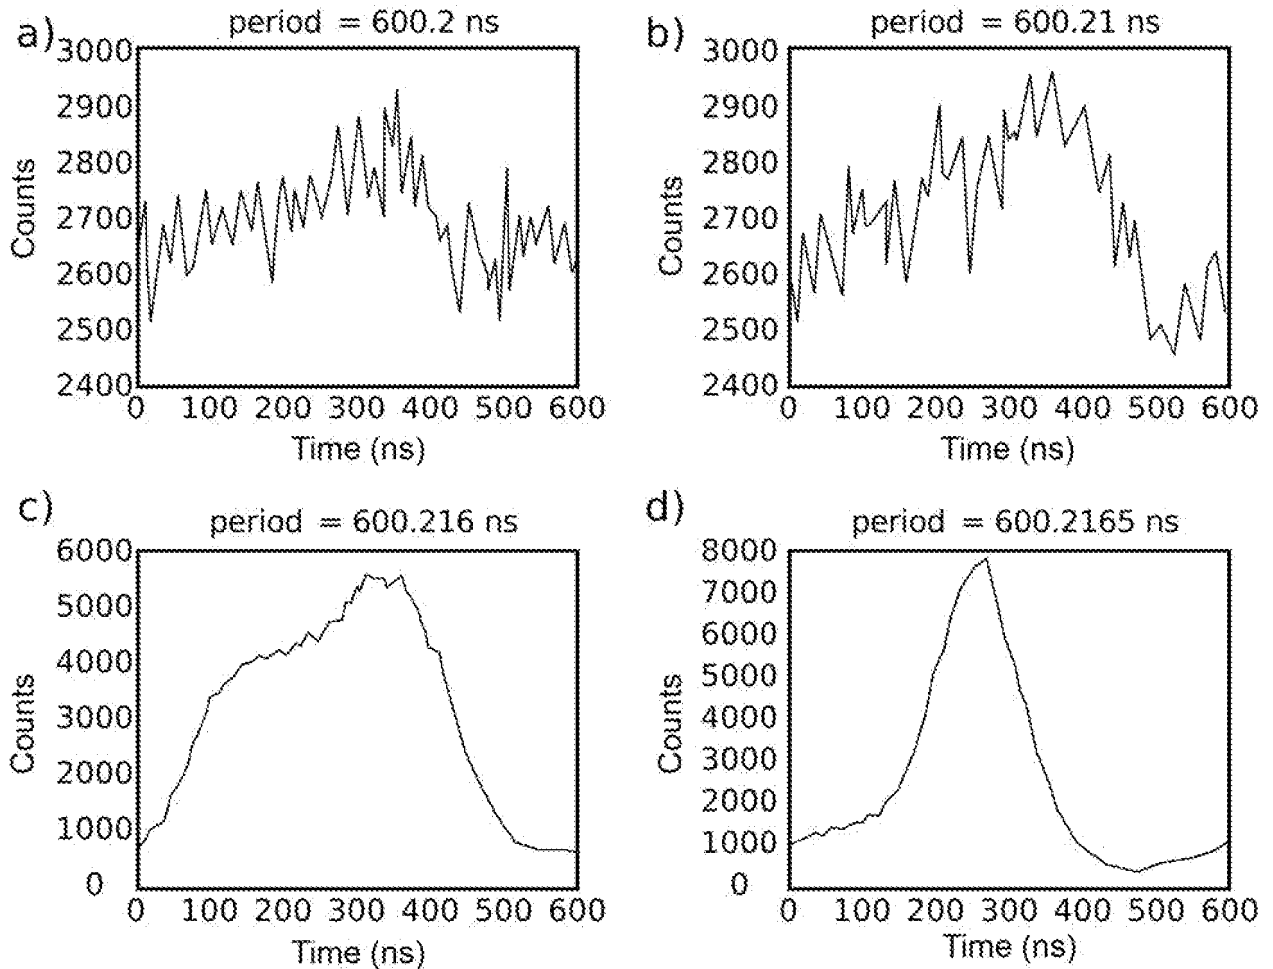 a)
period = 600.2 ns
3000
2900
2800
2700
2600
2500
2400
Counts
0 100 200 300 400 500 600
Time (ns)
b)
period = 600.21 ns
3000
2900
2800
2700
2600
2500
2400
Counts
0 100 200 300 400 500 600
Time (ns)
c)
period = 600.216 ns
6000
5000
4000
3000
2000
1000
0
Counts
0 100 200 300 400 500 600
Time (ns)
d)
period = 600.2165 ns
8000
7000
6000
5000
4000
3000
2000
1000
0
Counts
0 100 200 300 400 500 600
Time (ns)